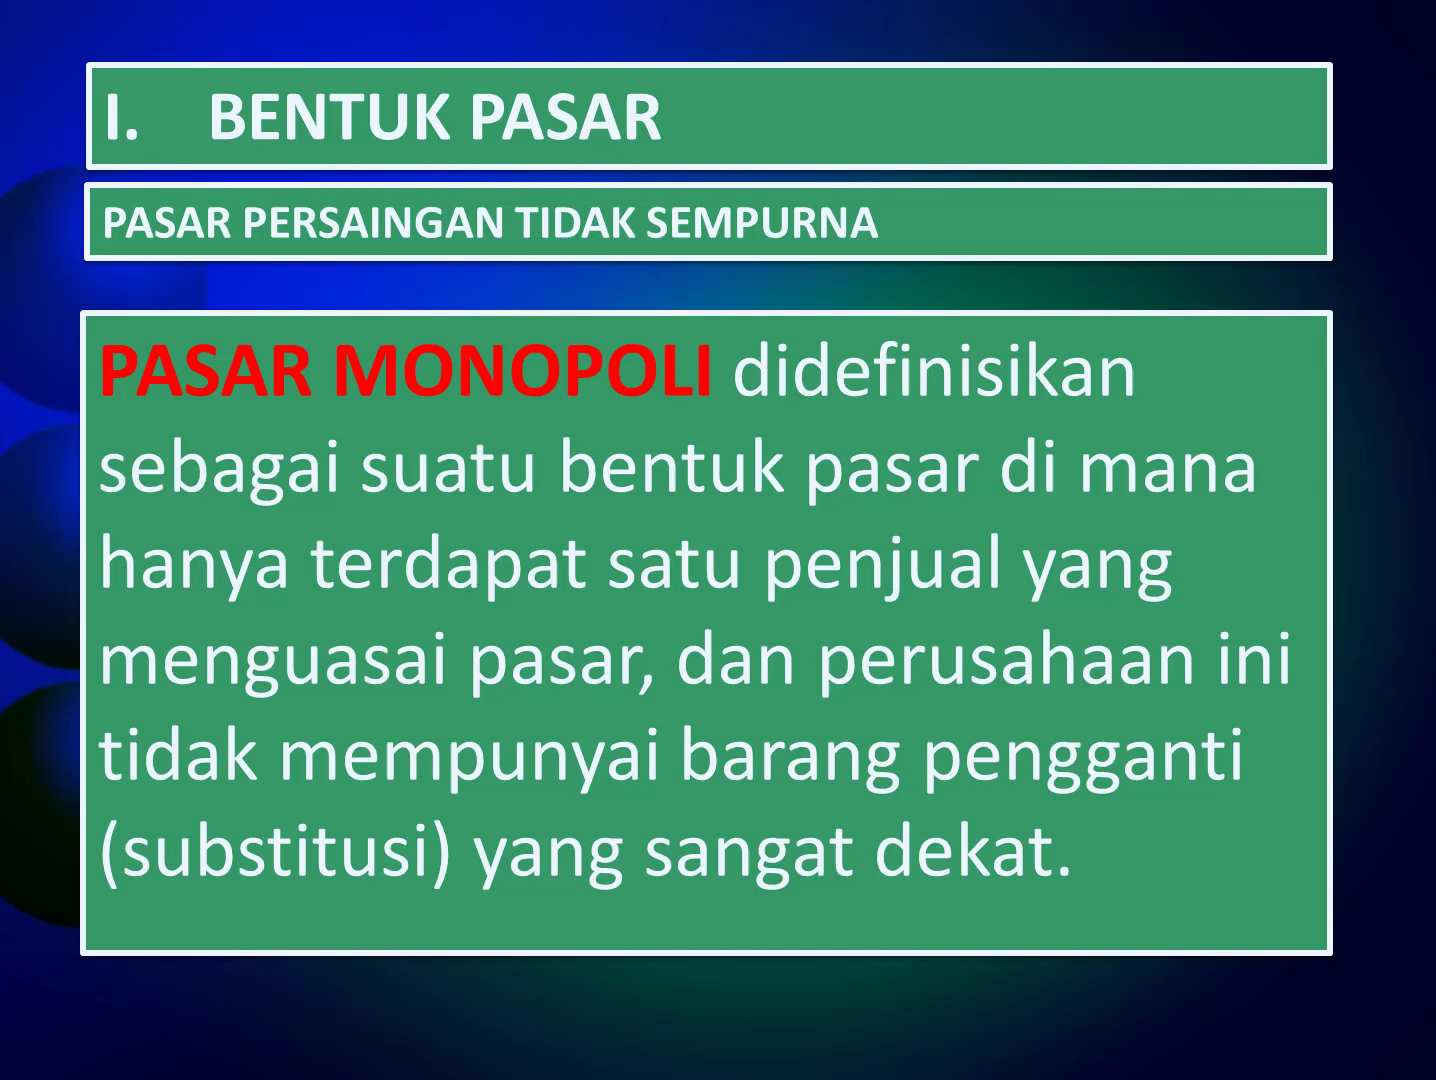 I. BENTUK PASAR
PASAR PERSAINGAN TIDAK SEMPURNA
PASAR MONOPOLI didefinisikan
sebagai suatu bentuk pasar di mana
hanya terdapat satu penjual yang
menguasai pasar, dan perusahaan ini
tidak mempunyai barang pengganti
(substitusi) yang sangat dekat.